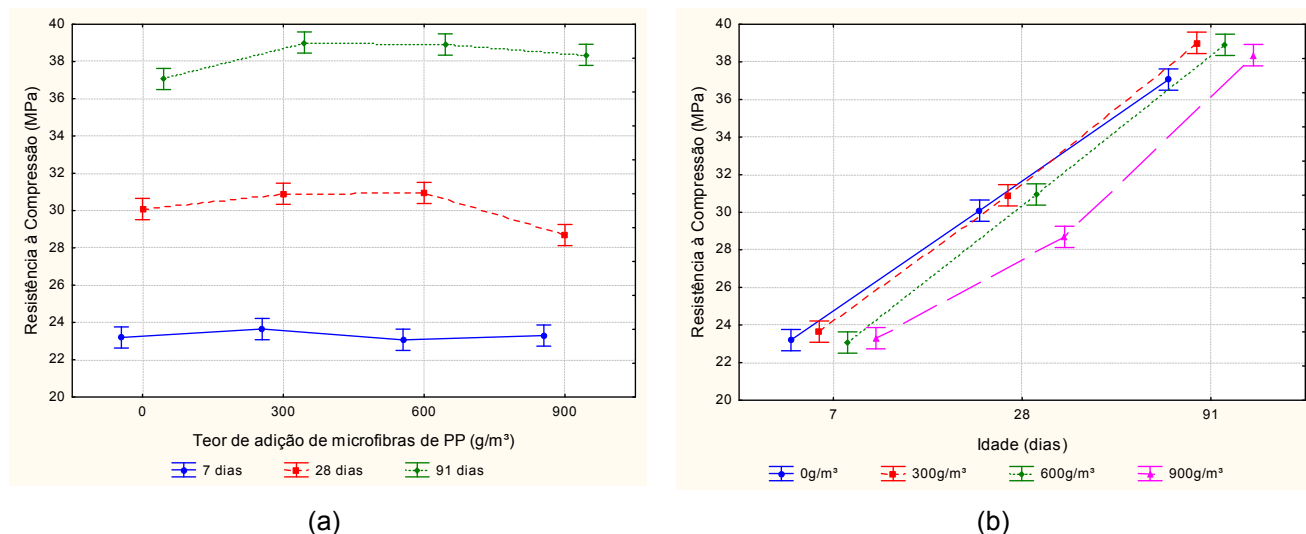 Resistência à Compressão (MPa)
40
38
36
34
32
30
28
26
24
22
20
0 300 600 900
Teor de adição de microfibras de PP (g/m³)
7 dias 28 dias 91 dias
(a)
Resistência à Compressão (MPa)
40
38
36
34
32
30
28
26
24
22
20
7 28 91
Idade (dias)
0g/m³ 300g/m³ 600g/m³ 900g/m³
(b)